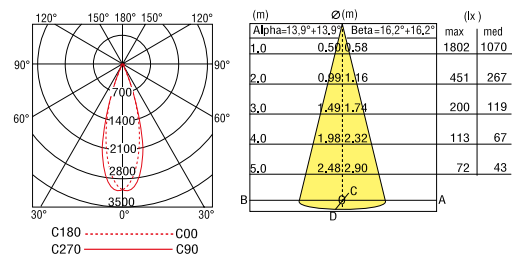 120° 150° 180° 150° 120°
90° 90°
60° 60°
30° 0° 30°
700
1400
2100
2800
3500
C180 C00
C270 C90
(m) Ø(m) (lx)
Alpha=13,9°+13,9° Beta=16,2°+16.2° max med
1.0 0.50 0.58 1802 1070
2.0 0.99 1.16 451 267
3.0 1.49 1.74 200 119
4.0 1,98 2,32 113 67
5.0 2,48 2,90 72 43
C
B O A
D